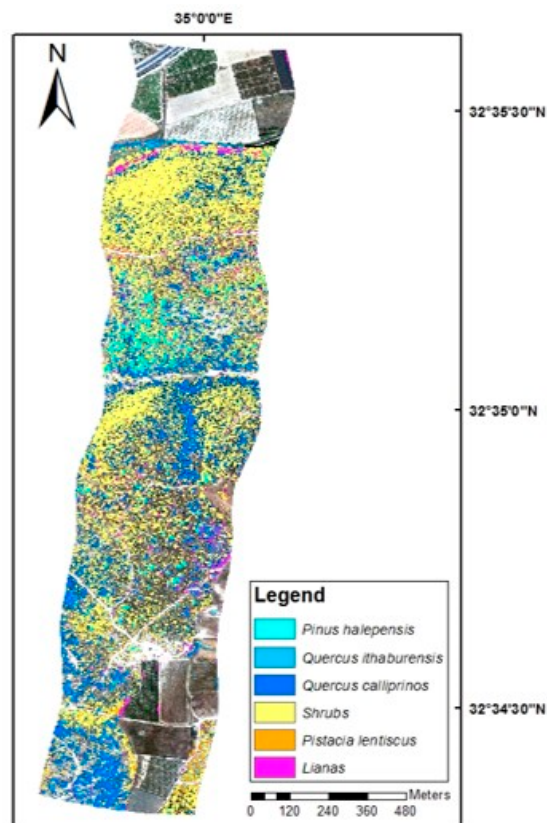 35°0'0"E
N
32°35'30"N
32°35'0"N
Legend
Pinus halepensis
Quercus ithaburensis
Quercus calliprinos
Shrubs
Pistacia lentiscus
Lianas
32°34'30"N
Meters
0 120 240 360 480